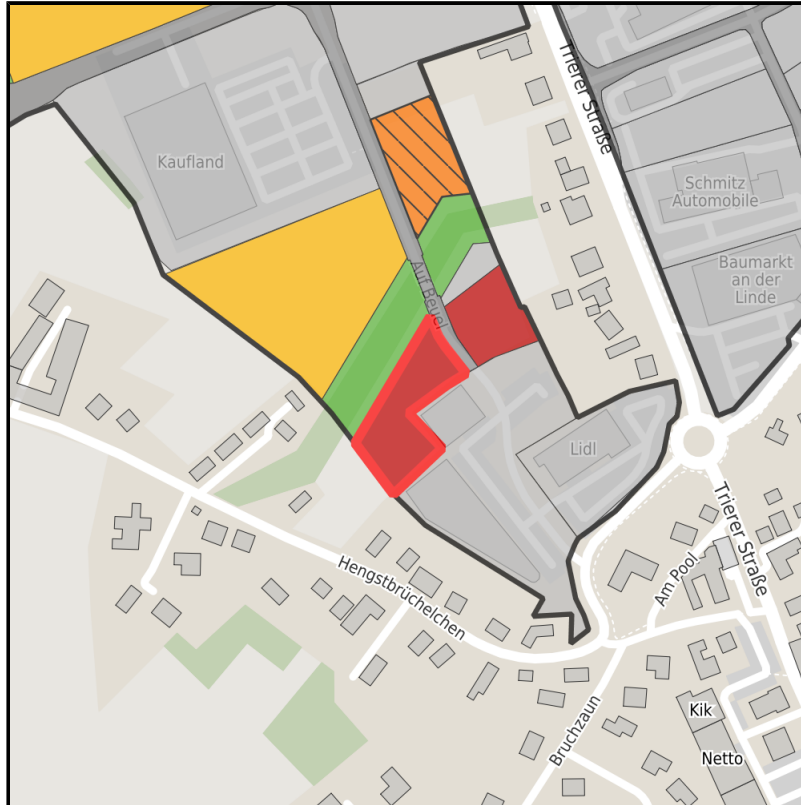 Trierer Straße
Kaufland
Schmitz
Automobile
Auf Beuel
Baumarkt
an der
Linde
Lidl
Trierer Straße
Hengstbrüchelchen
Am Pool
Bruchzaun
Kik
Netto